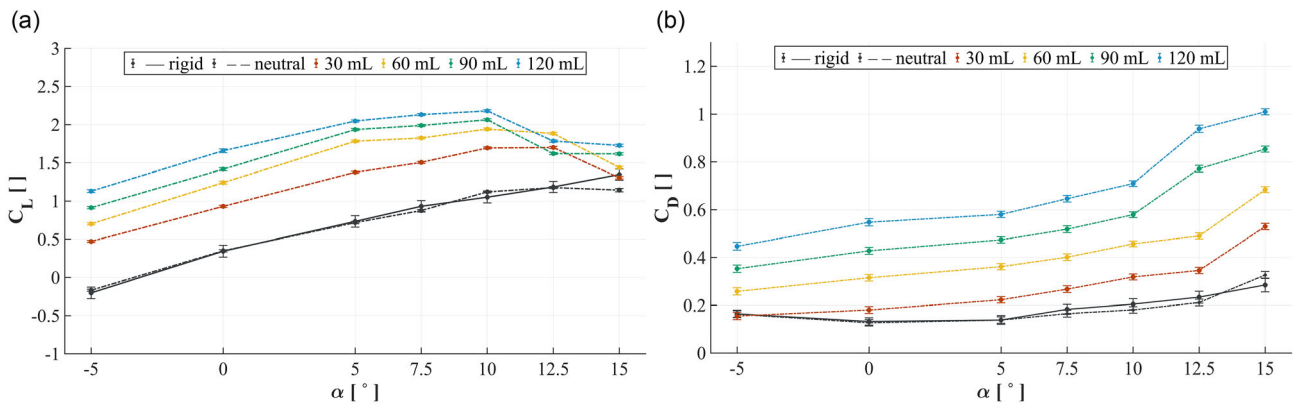 (a)
3
2.5
2
1.5
1
0.5
0
-0.5
-1
C_L [ ]
rigid neutral 30 mL 60 mL 90 mL 120 mL
-5 0 5 7.5 10 12.5 15
α [ ° ]
(b)
1.2
1
0.8
0.6
0.4
0.2
0
C_D [ ]
rigid neutral 30 mL 60 mL 90 mL 120 mL
-5 0 5 7.5 10 12.5 15
α [ ° ]